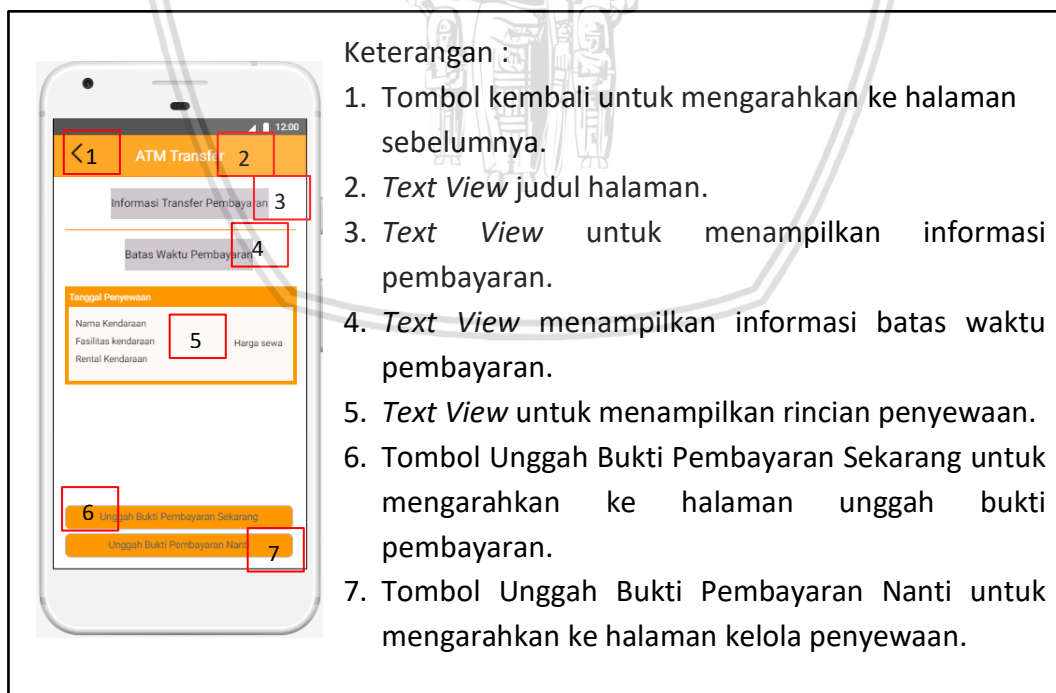 12:00
1
ATM Transfer
2
Informasi Transfer Pembayaran
3
Batas Waktu Pembayaran
4
Tanggal Penyewaan
Nama Kendaraan
Fasilitas kendaraan
5
Harga sewa
Rental Kendaraan
6
Unggah Bukti Pembayaran Sekarang
Unggah Bukti Pembayaran Nanti
7
Keterangan :
1. Tombol kembali untuk mengarahkan ke halaman
sebelumnya.
2. Text View judul halaman.
3. Text View untuk menampilkan informasi
pembayaran.
4. Text View menampilkan informasi batas waktu
pembayaran.
5. Text View untuk menampilkan rincian penyewaan.
6. Tombol Unggah Bukti Pembayaran Sekarang untuk
mengarahkan ke halaman unggah bukti
pembayaran.
7. Tombol Unggah Bukti Pembayaran Nanti untuk
mengarahkan ke halaman kelola penyewaan.